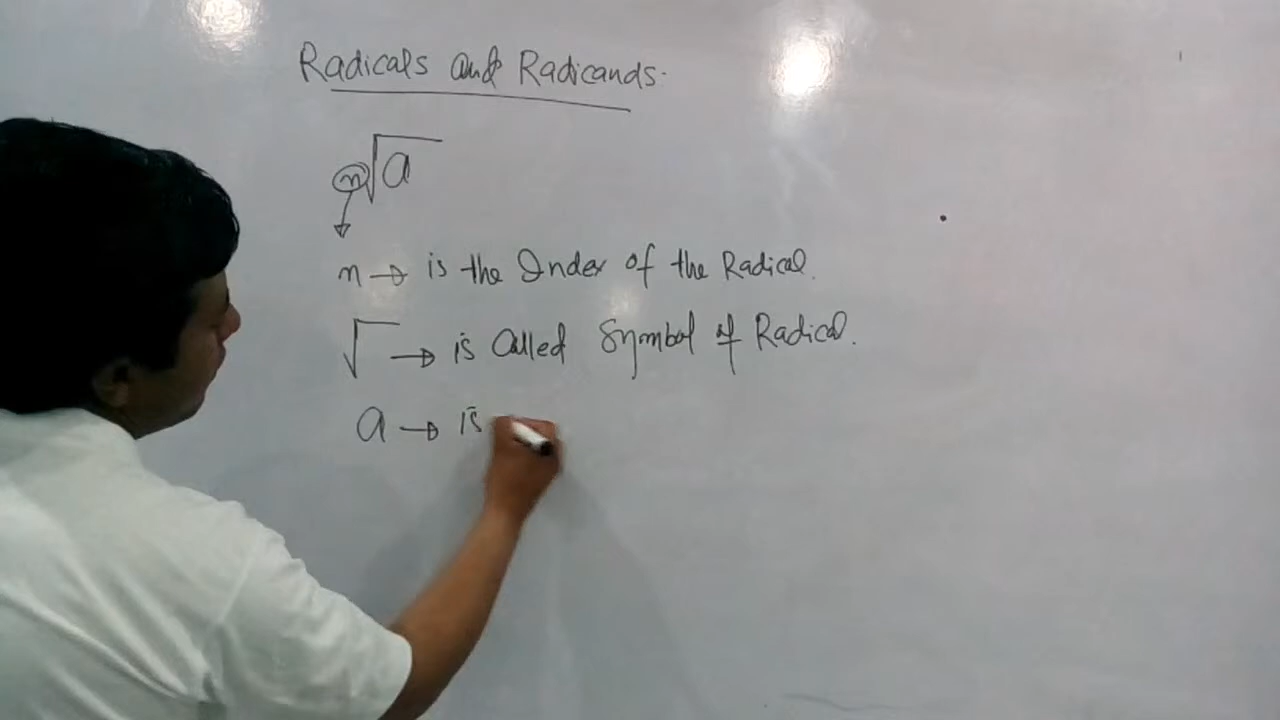 Radicals and Radicands.
n√a
n → is the Index of the Radical.
√ → is Called Symbol of Radical.
a → is